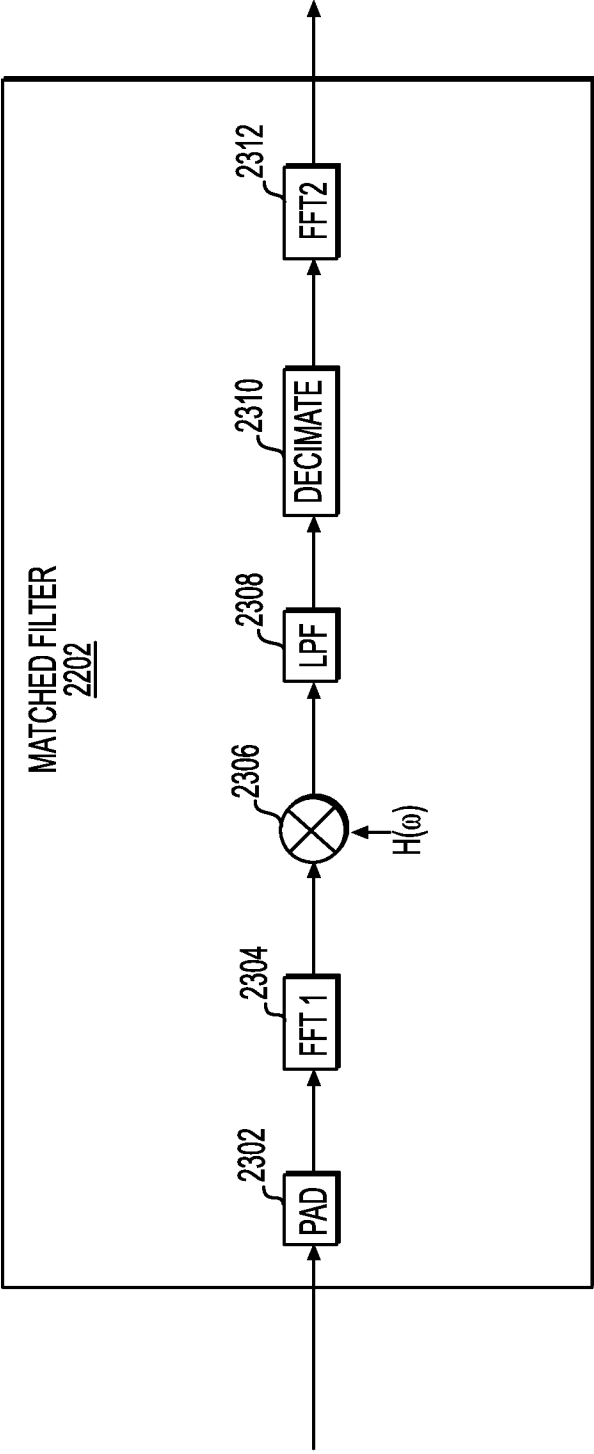 MATCHED FILTER
2202
2302
PAD
2304
FFT 1
2306
H(ω)
2308
LPF
2310
DECIMATE
2312
FFT2